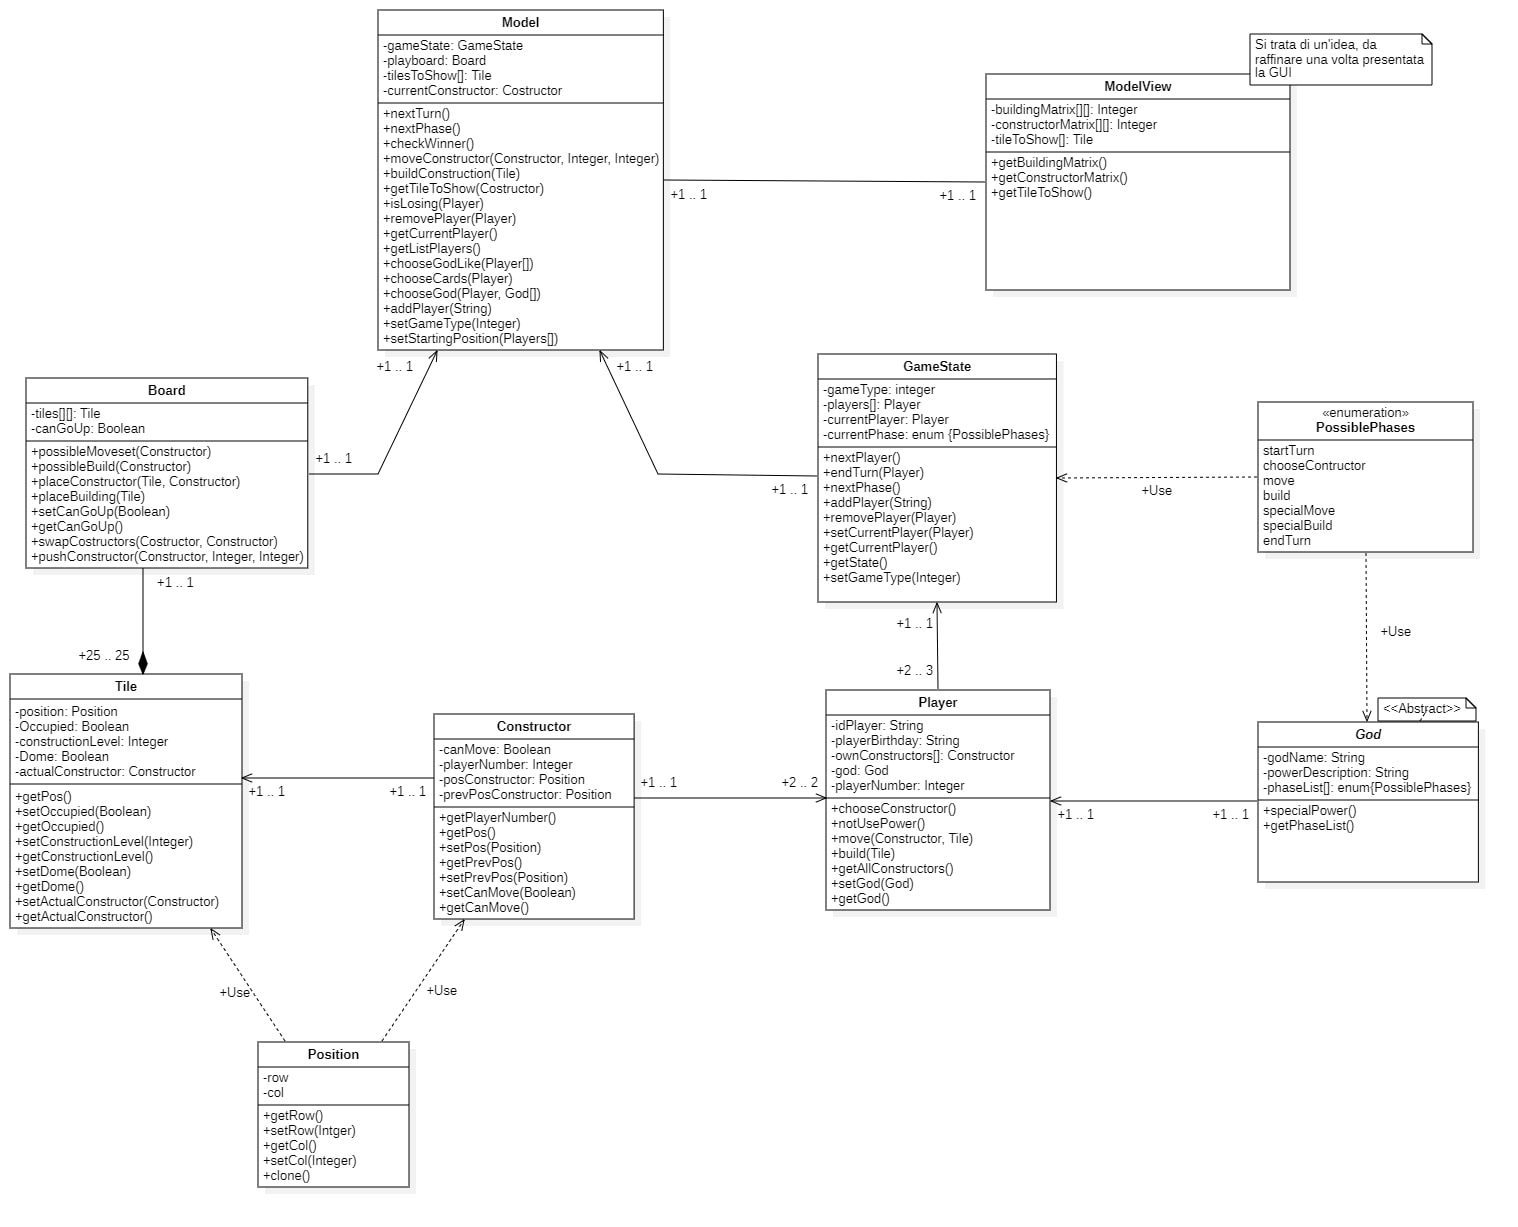 Model
-gameState: GameState
-playboard: Board
-tilesToShow[]: Tile
-currentConstructor: Costructor
+nextTurn()
+nextPhase()
+checkWinner()
+moveConstructor(Constructor, Integer, Integer)
+buildConstruction(Tile)
+getTileToShow(Costructor)
+isLosing(Player)
+removePlayer(Player)
+getCurrentPlayer()
+getListPlayers()
+chooseGodLike(Player[])
+chooseCards(Player)
+chooseGod(Player, God[])
+addPlayer(String)
+setGameType(Integer)
+setStartingPosition(Players[])
Si trata di un'idea, da
raffinare una volta presentata
la GUI
ModelView
-buildingMatrix[][]: Integer
-constructorMatrix[][]: Integer
-tileToShow[]: Tile
+getBuildingMatrix()
+getConstructorMatrix()
+getTileToShow()
+1 .. 1
+1 .. 1
+1 .. 1
+1 .. 1
Board
-tiles[][]: Tile
-canGoUp: Boolean
+possibleMoveset(Constructor)
+possibleBuild(Constructor)
+placeConstructor(Tile, Constructor)
+placeBuilding(Tile)
+setCanGoUp(Boolean)
+getCanGoUp()
+swapCostructors(Costructor, Constructor)
+pushConstructor(Constructor, Integer, Integer)
+1 .. 1
+1 .. 1
GameState
-gameType: integer
-players[]: Player
-currentPlayer: Player
-currentPhase: enum {PossiblePhases}
+nextPlayer()
+endTurn(Player)
+nextPhase()
+addPlayer(String)
+removePlayer(Player)
+setCurrentPlayer(Player)
+getCurrentPlayer()
+getState()
+setGameType(Integer)
+Use
«enumeration»
PossiblePhases
startTurn
chooseContructor
move
build
specialMove
specialBuild
endTurn
+1 .. 1
+25 .. 25
+1 .. 1
+2 .. 3
+Use
Tile
-position: Position
-Occupied: Boolean
-constructionLevel: Integer
-Dome: Boolean
-actualConstructor: Constructor
+getPos()
+setOccupied(Boolean)
+getOccupied()
+setConstructionLevel(Integer)
+getConstructionLevel()
+setDome(Boolean)
+getDome()
+setActualConstructor(Constructor)
+getActualConstructor()
+1 .. 1
+1 .. 1
Constructor
-canMove: Boolean
-playerNumber: Integer
-posConstructor: Position
-prevPosConstructor: Position
+getPlayerNumber()
+getPos()
+setPos(Position)
+getPrevPos()
+setPrevPos(Position)
+setCanMove(Boolean)
+getCanMove()
+1 .. 1
+2 .. 2
Player
-idPlayer: String
-playerBirthday: String
-ownConstructors[]: Constructor
-god: God
-playerNumber: Integer
+chooseConstructor()
+notUsePower()
+move(Constructor, Tile)
+build(Tile)
+getAllConstructors()
+setGod(God)
+getGod()
+1 .. 1
+1 .. 1
<<Abstract>>
God
-godName: String
-powerDescription: String
-phaseList[]: enum{PossiblePhases}
+specialPower()
+getPhaseList()
+Use
+Use
Position
-row
-col
+getRow()
+setRow(Intger)
+getCol()
+setCol(Integer)
+clone()